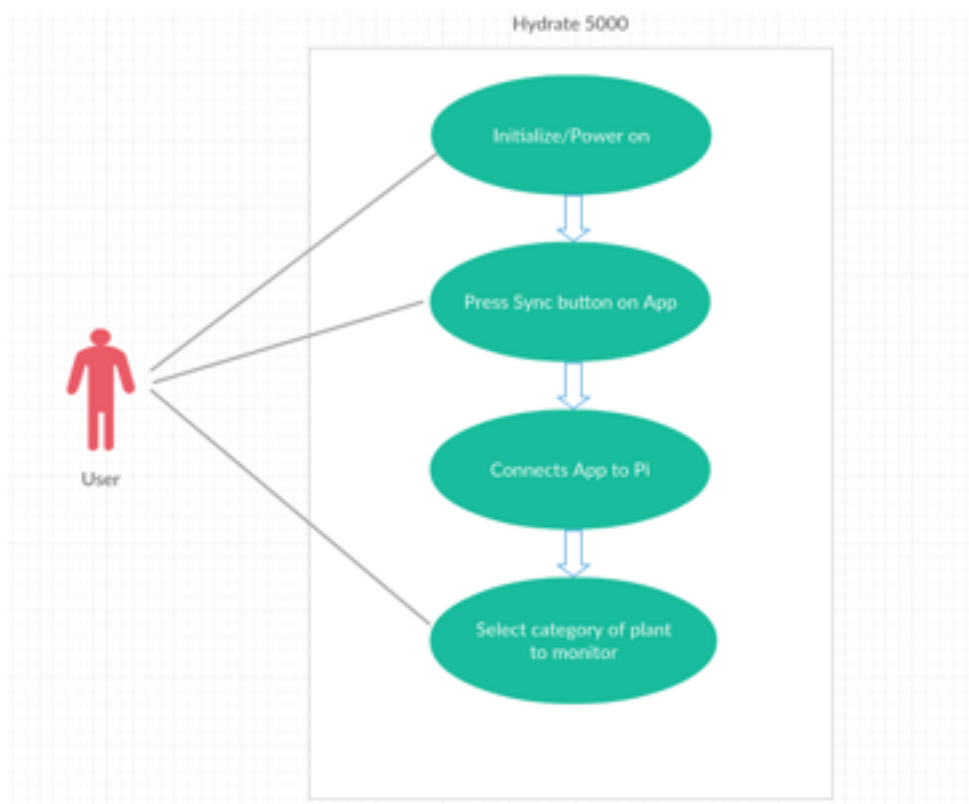 Hydrate 5000
Initialize/Power on
Press Sync button on App
Connects App to Pi
User
Select category of plant
to monitor